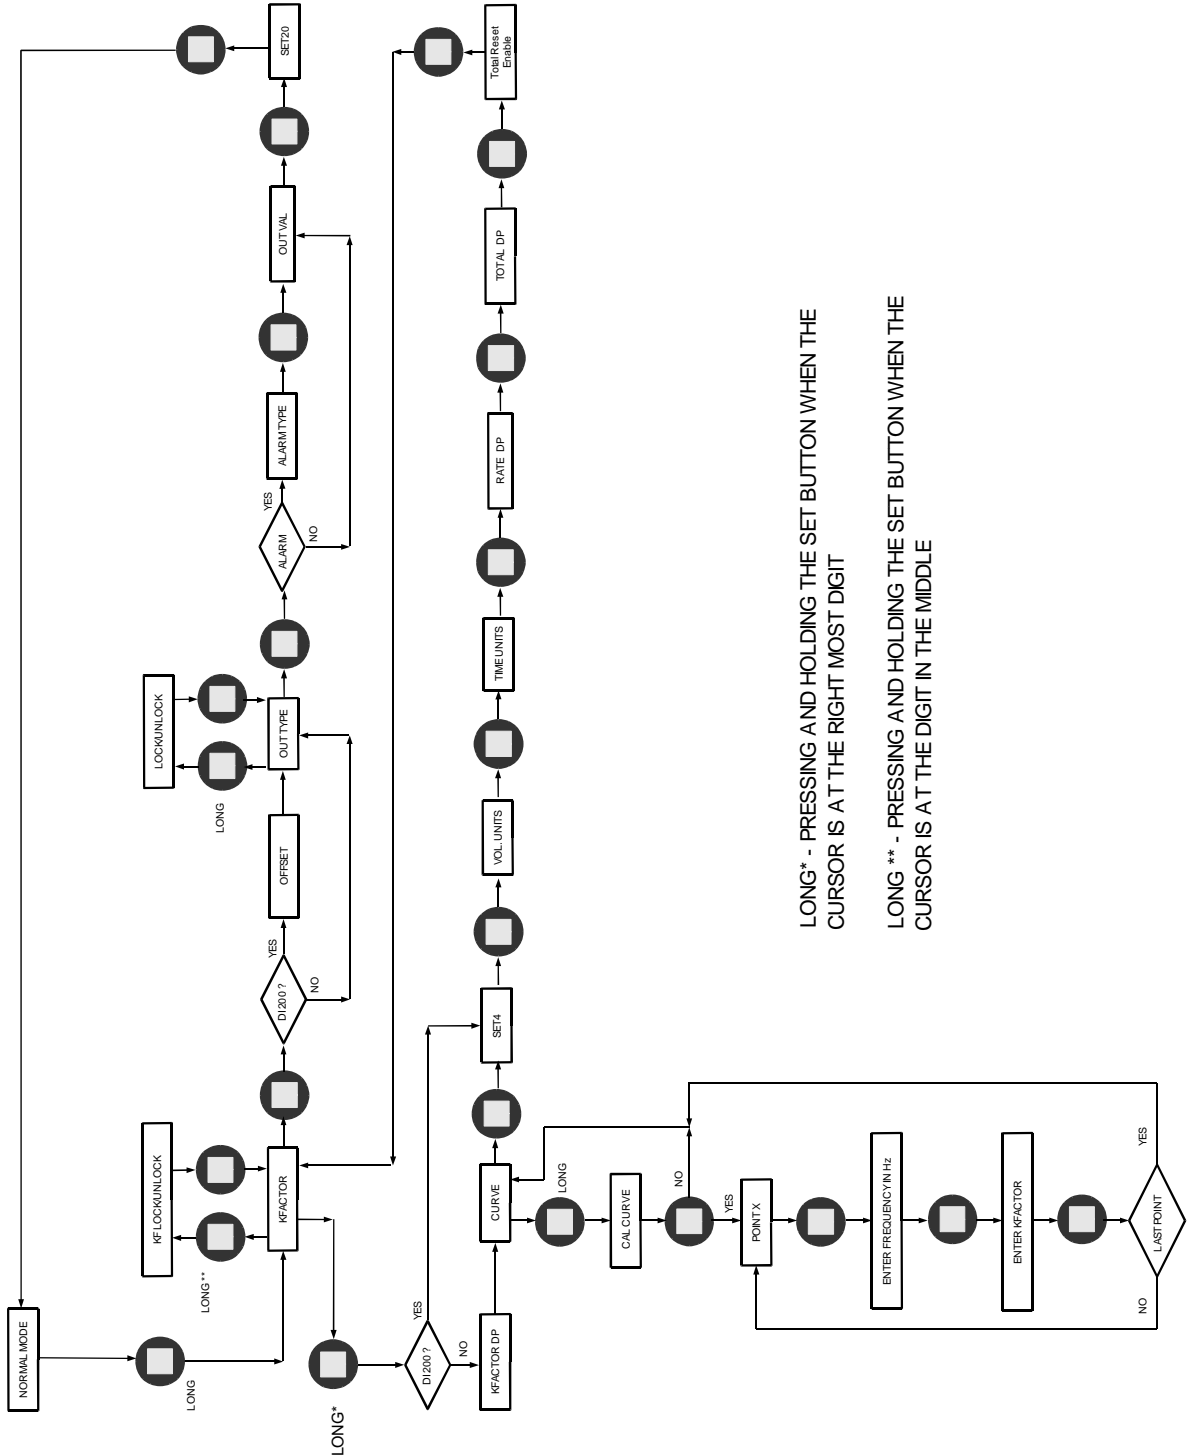 NORMAL MODE
KF LOCK/UNLOCK
LOCK/UNLOCK
LONG
LONG **
LONG
KFACTOR
DI200 ?
YES
NO
OFFSET
OUT TYPE
ALARM
YES
NO
ALARM TYPE
OUT VAL
SET20
LONG*
DI200 ?
YES
NO
KFACTOR DP
CURVE
SET4
VOL. UNITS
TIME UNITS
RATE DP
TOTAL DP
Total Reset
Enable
LONG
CAL CURVE
NO
YES
POINT X
ENTER FREQUENCY IN Hz
ENTER KFACTOR
LAST POINT
NO
YES
LONG* - PRESSING AND HOLDING THE SET BUTTON WHEN THE
CURSOR IS AT THE RIGHT MOST DIGIT
LONG ** - PRESSING AND HOLDING THE SET BUTTON WHEN THE
CURSOR IS AT THE DIGIT IN THE MIDDLE